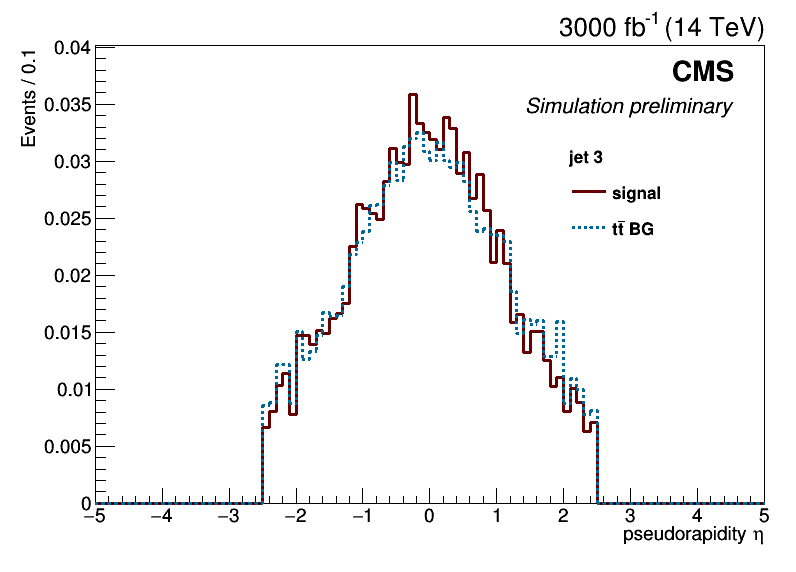 3000 fb⁻¹ (14 TeV)
Events / 0.1
0.04
0.035
0.03
0.025
0.02
0.015
0.01
0.005
0
CMS
Simulation preliminary
jet 3
signal
tt̄ BG
−5 −4 −3 −2 −1 0 1 2 3 4 5
pseudorapidity η